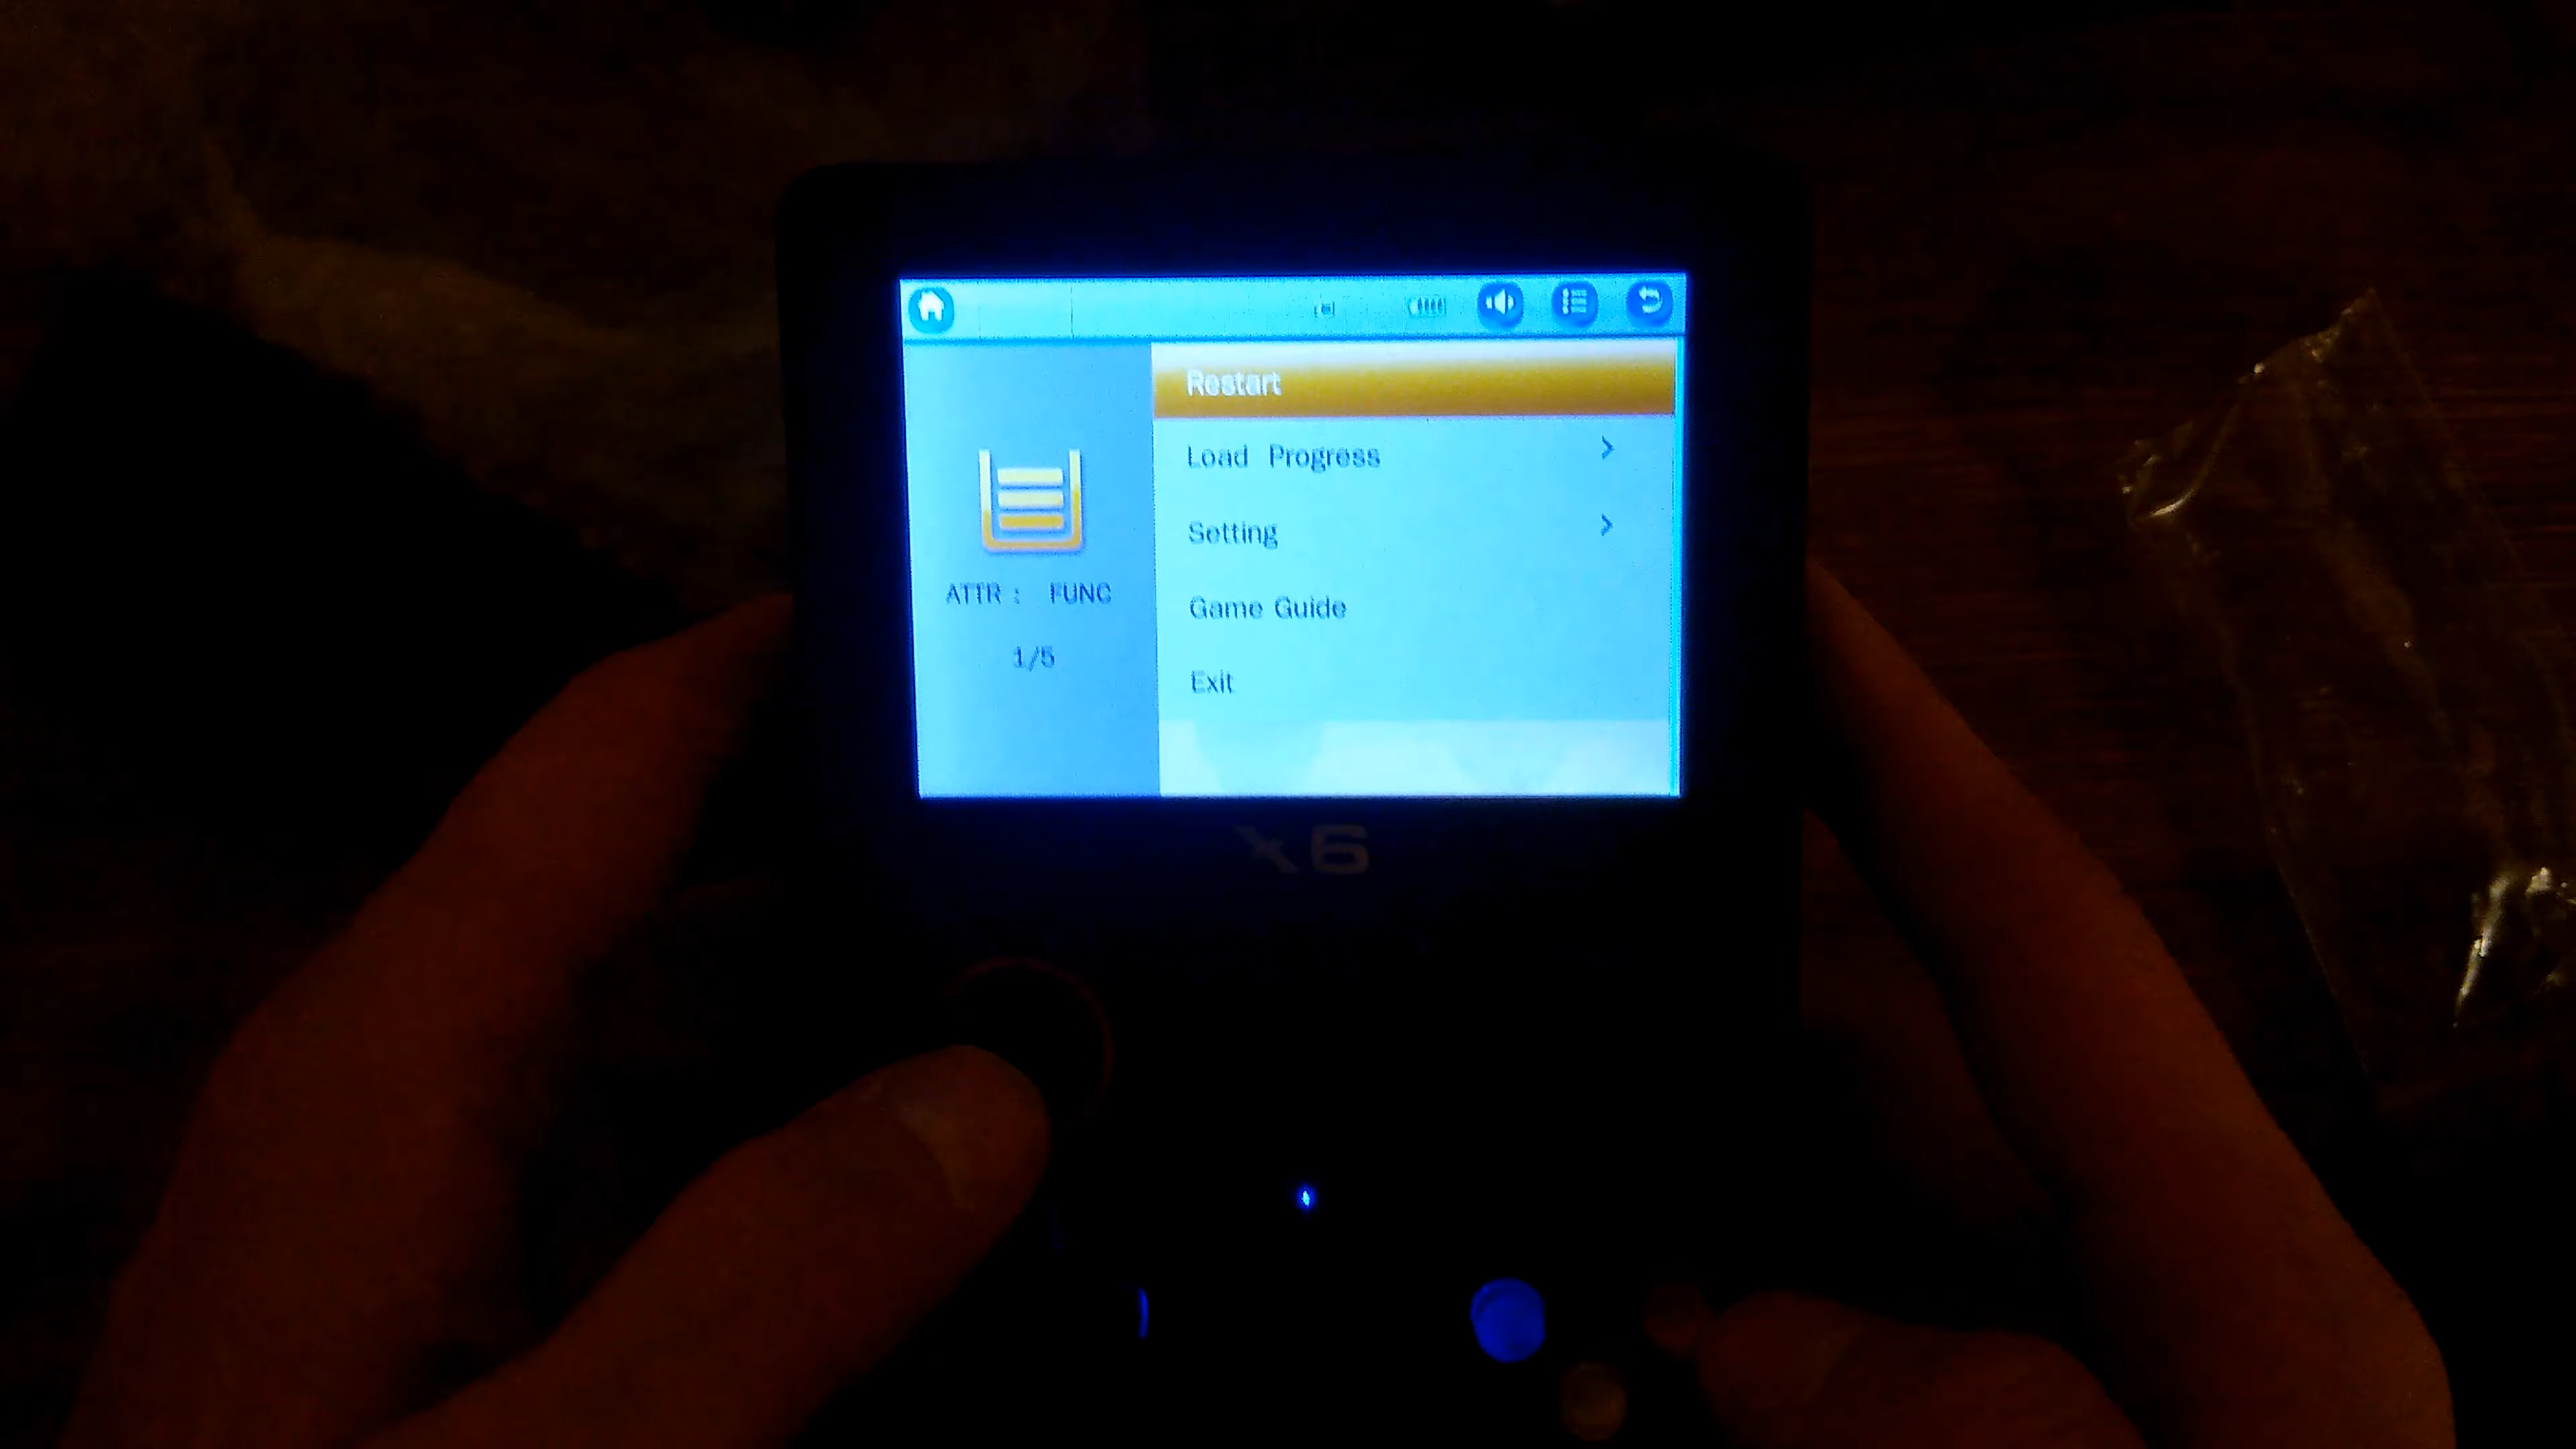 Restart
Load Progress
Setting
Game Guide
Exit
ATTR : FUNC
1/5
X6